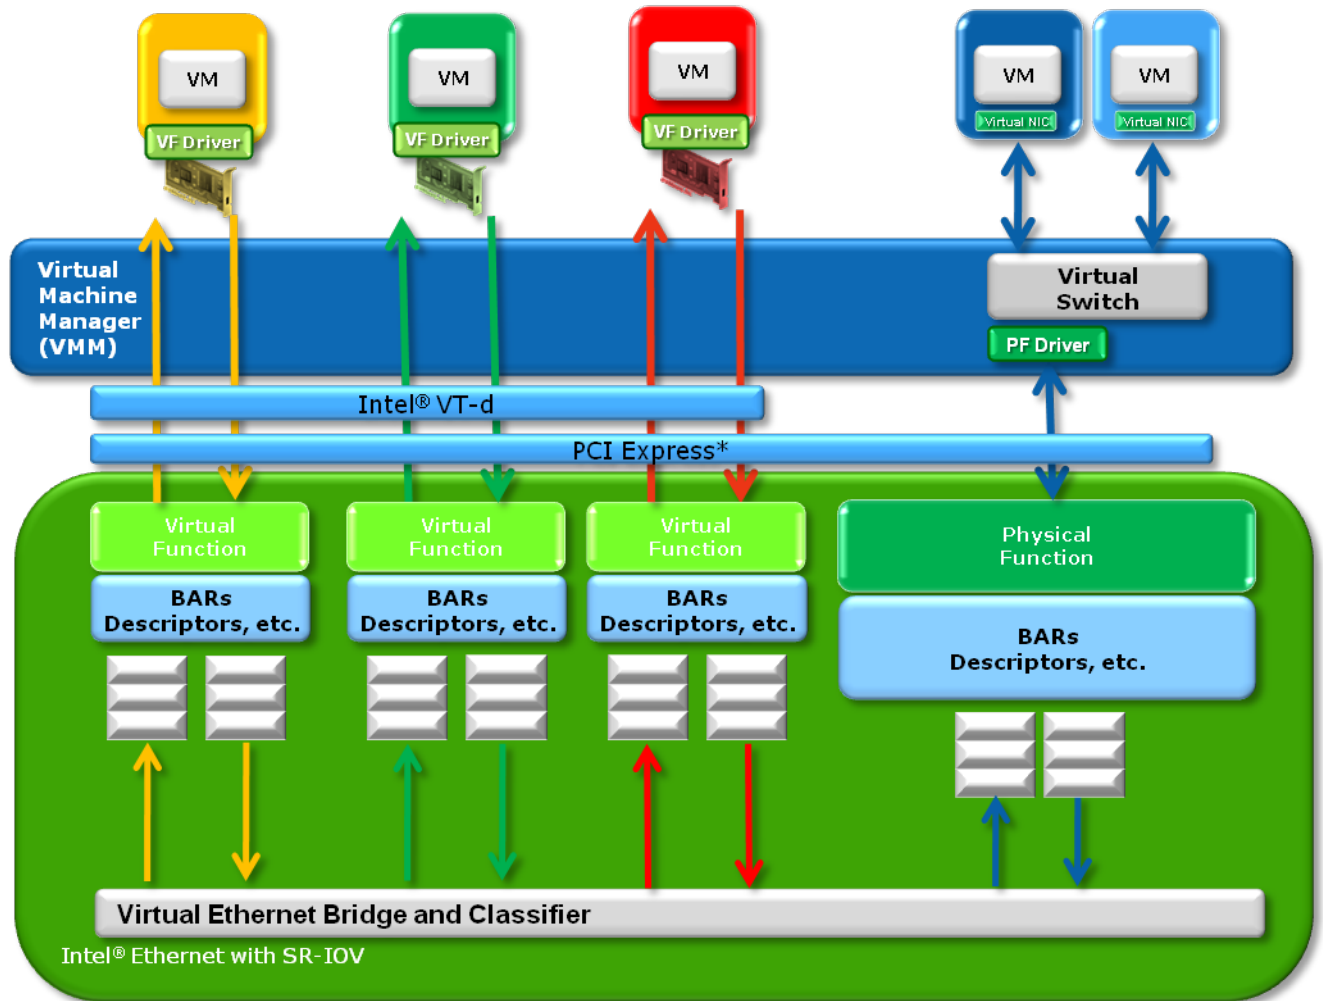 VM
VM
VM
VM
VM
VF Driver
VF Driver
VF Driver
Virtual NIC
Virtual NIC
Virtual
Machine
Manager
(VMM)
Virtual
Switch
PF Driver
Intel® VT-d
PCI Express*
Virtual
Function
Virtual
Function
Virtual
Function
Physical
Function
BARs
Descriptors, etc.
BARs
Descriptors, etc.
BARs
Descriptors, etc.
BARs
Descriptors, etc.
Virtual Ethernet Bridge and Classifier
Intel® Ethernet with SR-IOV